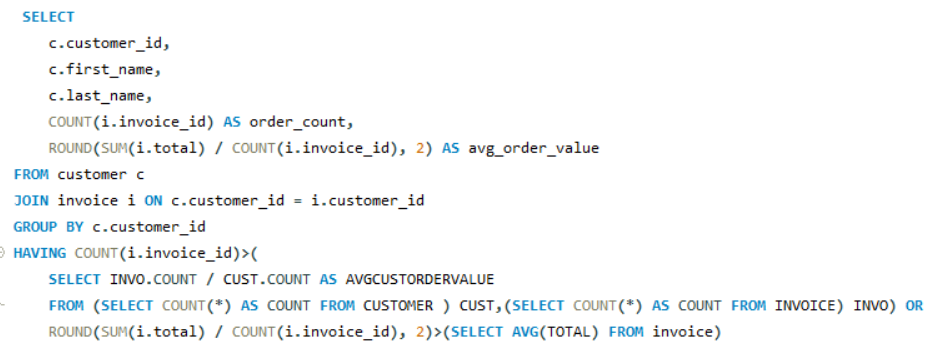 SELECT
c.customer_id,
c.first_name,
c.last_name,
COUNT(i.invoice_id) AS order_count,
ROUND(SUM(i.total) / COUNT(i.invoice_id), 2) AS avg_order_value
FROM customer c
JOIN invoice i ON c.customer_id = i.customer_id
GROUP BY c.customer_id
HAVING COUNT(i.invoice_id)>(
SELECT INVO.COUNT / CUST.COUNT AS AVGCUSTORDERVALUE
FROM (SELECT COUNT(*) AS COUNT FROM CUSTOMER ) CUST,(SELECT COUNT(*) AS COUNT FROM INVOICE) INVO) OR
ROUND(SUM(i.total) / COUNT(i.invoice_id), 2)>(SELECT AVG(TOTAL) FROM invoice)